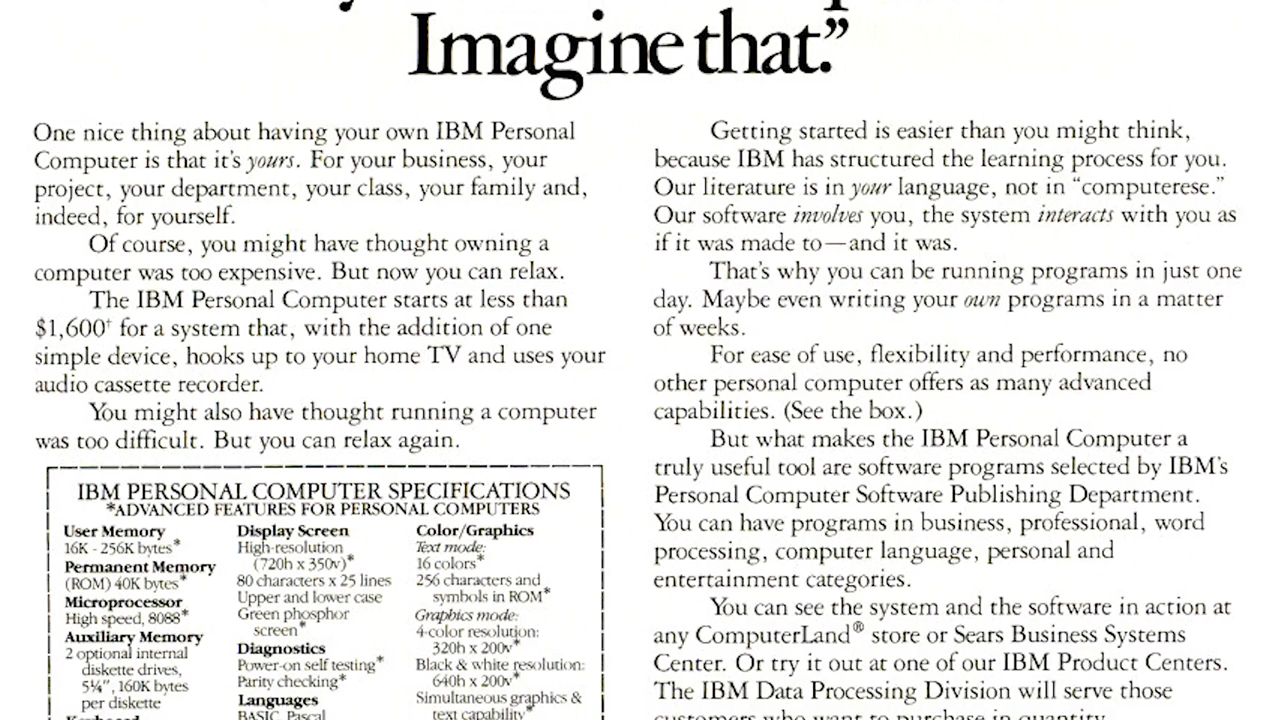 Imagine that.”
One nice thing about having your own IBM Personal
Computer is that it’s yours. For your business, your
project, your department, your class, your family and,
indeed, for yourself.
Of course, you might have thought owning a
computer was too expensive. But now you can relax.
The IBM Personal Computer starts at less than
$1,600† for a system that, with the addition of one
simple device, hooks up to your home TV and uses your
audio cassette recorder.
You might also have thought running a computer
was too difficult. But you can relax again.
IBM PERSONAL COMPUTER SPECIFICATIONS
*ADVANCED FEATURES FOR PERSONAL COMPUTERS
User Memory
16K - 256K bytes*
Permanent Memory
(ROM) 40K bytes*
Microprocessor
High speed, 8088*
Auxiliary Memory
2 optional internal
diskette drives,
5¼", 160K bytes
per diskette
Keyboard
Display Screen
High-resolution
(720h x 350v)*
80 characters x 25 lines
Upper and lower case
Green phosphor
screen*
Diagnostics
Power-on self testing*
Parity checking*
Languages
BASIC, Pascal
Color/Graphics
Text mode:
16 colors*
256 characters and
symbols in ROM*
Graphics mode:
4-color resolution:
320h x 200v*
Black & white resolution:
640h x 200v*
Simultaneous graphics &
text capability*
Getting started is easier than you might think,
because IBM has structured the learning process for you.
Our literature is in your language, not in “computerese.”
Our software involves you, the system interacts with you as
if it was made to—and it was.
That’s why you can be running programs in just one
day. Maybe even writing your own programs in a matter
of weeks.
For ease of use, flexibility and performance, no
other personal computer offers as many advanced
capabilities. (See the box.)
But what makes the IBM Personal Computer a
truly useful tool are software programs selected by IBM’s
Personal Computer Software Publishing Department.
You can have programs in business, professional, word
processing, computer language, personal and
entertainment categories.
You can see the system and the software in action at
any ComputerLand® store or Sears Business Systems
Center. Or try it out at one of our IBM Product Centers.
The IBM Data Processing Division will serve those
customers who want to purchase in quantity.